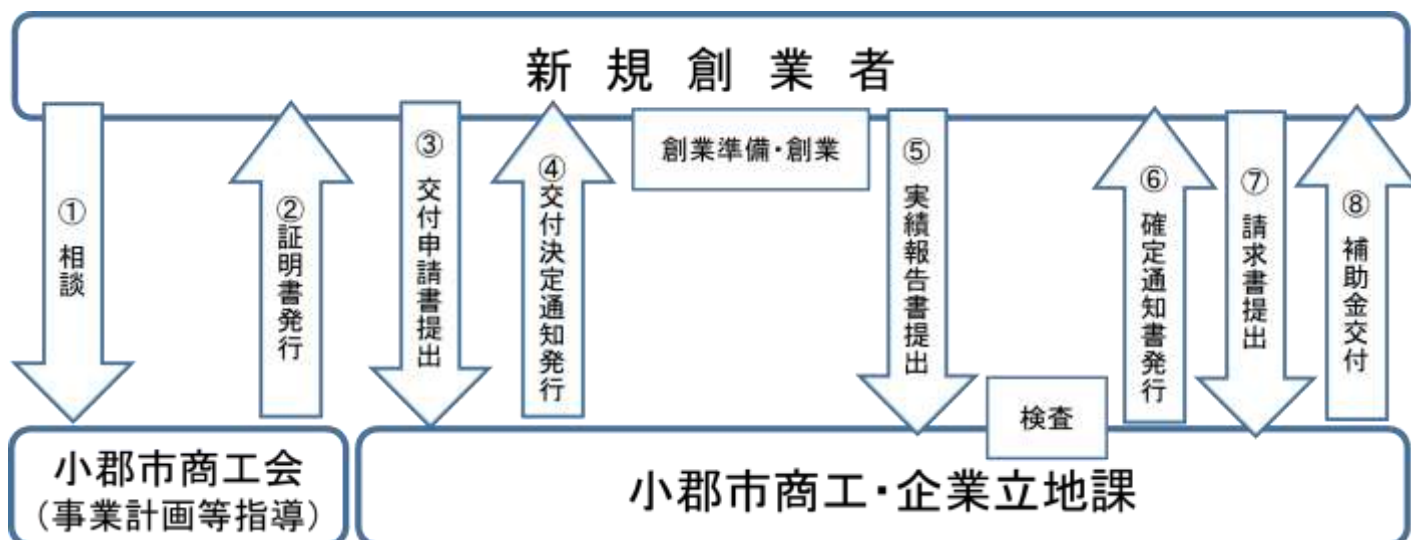 新規創業者
① 相談
②証明書発行
③ 交付申請書提出
④交付決定通知発行
創業準備・創業
⑤ 実績報告書提出
検査
⑥ 確定通知書発行
⑦ 請求書提出
⑧ 補助金交付
小郡市商工会
（事業計画等指導）
小郡市商工・企業立地課